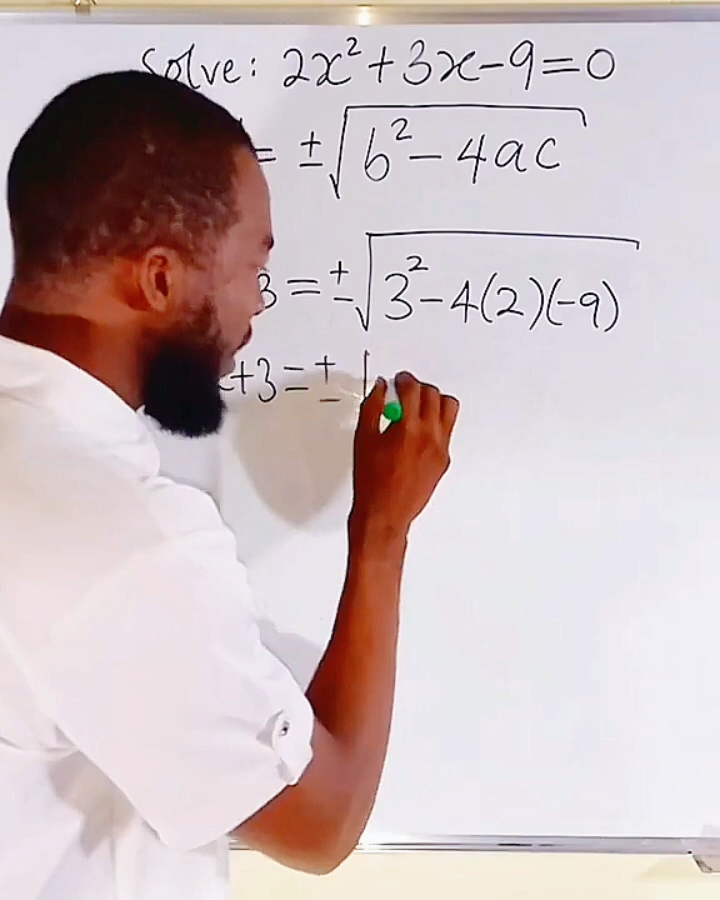 Solve: 2x²+3x-9=0
= ±√b²-4ac
3=±√3²-4(2)(-9)
+3=±